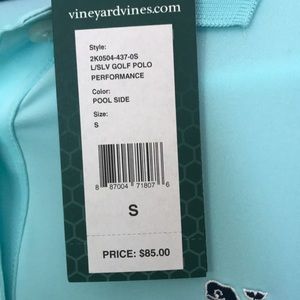 vineyardvines.com
Style:
2K0504-437-0S
L/SLV GOLF POLO
PERFORMANCE
Color:
POOL SIDE
Size:
S
8 87004 71807 6
S
PRICE: $85.00